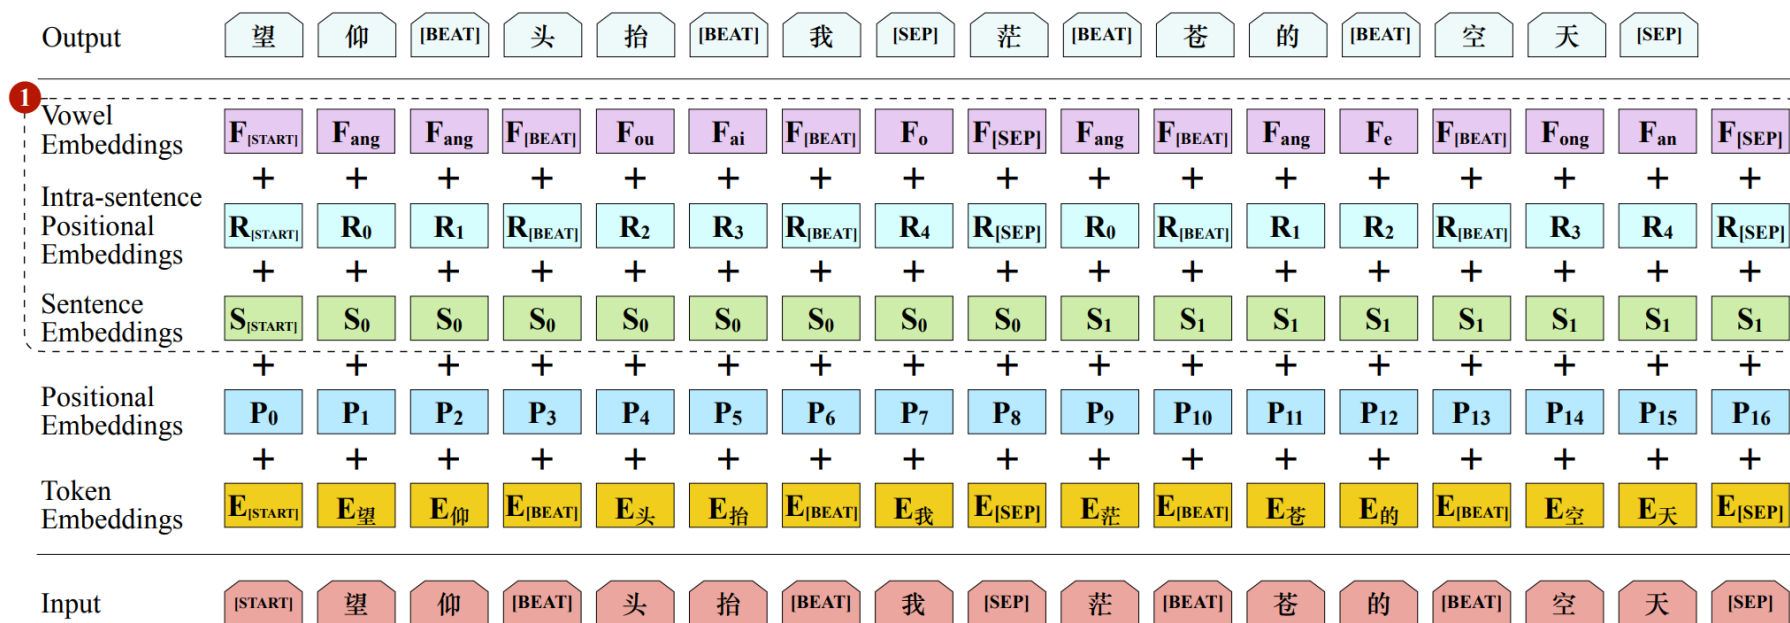 Output 望 仰 [BEAT] 头 抬 [BEAT] 我 [SEP] 茫 [BEAT] 苍 的 [BEAT] 空 天 [SEP]
1
Vowel
Embeddings
F[START] Fang Fang F[BEAT] Fou Fai F[BEAT] Fo F[SEP] Fang F[BEAT] Fang Fe F[BEAT] Fong Fan F[SEP]
+ + + + + + + + + + + + + + + + +
Intra-sentence
Positional
Embeddings
R[START] R0 R1 R[BEAT] R2 R3 R[BEAT] R4 R[SEP] R0 R[BEAT] R1 R2 R[BEAT] R3 R4 R[SEP]
+ + + + + + + + + + + + + + + + +
Sentence
Embeddings
S[START] S0 S0 S0 S0 S0 S0 S0 S0 S1 S1 S1 S1 S1 S1 S1 S1
+ + + + + + + + + + + + + + + + +
Positional
Embeddings
P0 P1 P2 P3 P4 P5 P6 P7 P8 P9 P10 P11 P12 P13 P14 P15 P16
+ + + + + + + + + + + + + + + + +
Token
Embeddings
E[START] E望 E仰 E[BEAT] E头 E抬 E[BEAT] E我 E[SEP] E茫 E[BEAT] E苍 E的 E[BEAT] E空 E天 E[SEP]
Input [START] 望 仰 [BEAT] 头 抬 [BEAT] 我 [SEP] 茫 [BEAT] 苍 的 [BEAT] 空 天 [SEP]